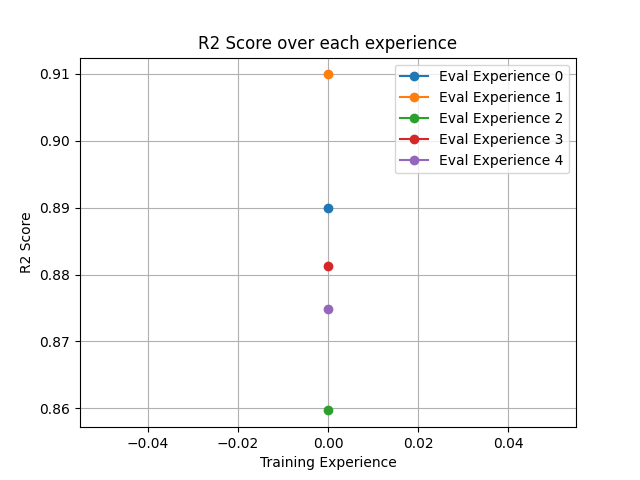 R2 Score over each experience
0.91
0.90
0.89
0.88
0.87
0.86
R2 Score
Eval Experience 0
Eval Experience 1
Eval Experience 2
Eval Experience 3
Eval Experience 4
−0.04 −0.02 0.00 0.02 0.04
Training Experience